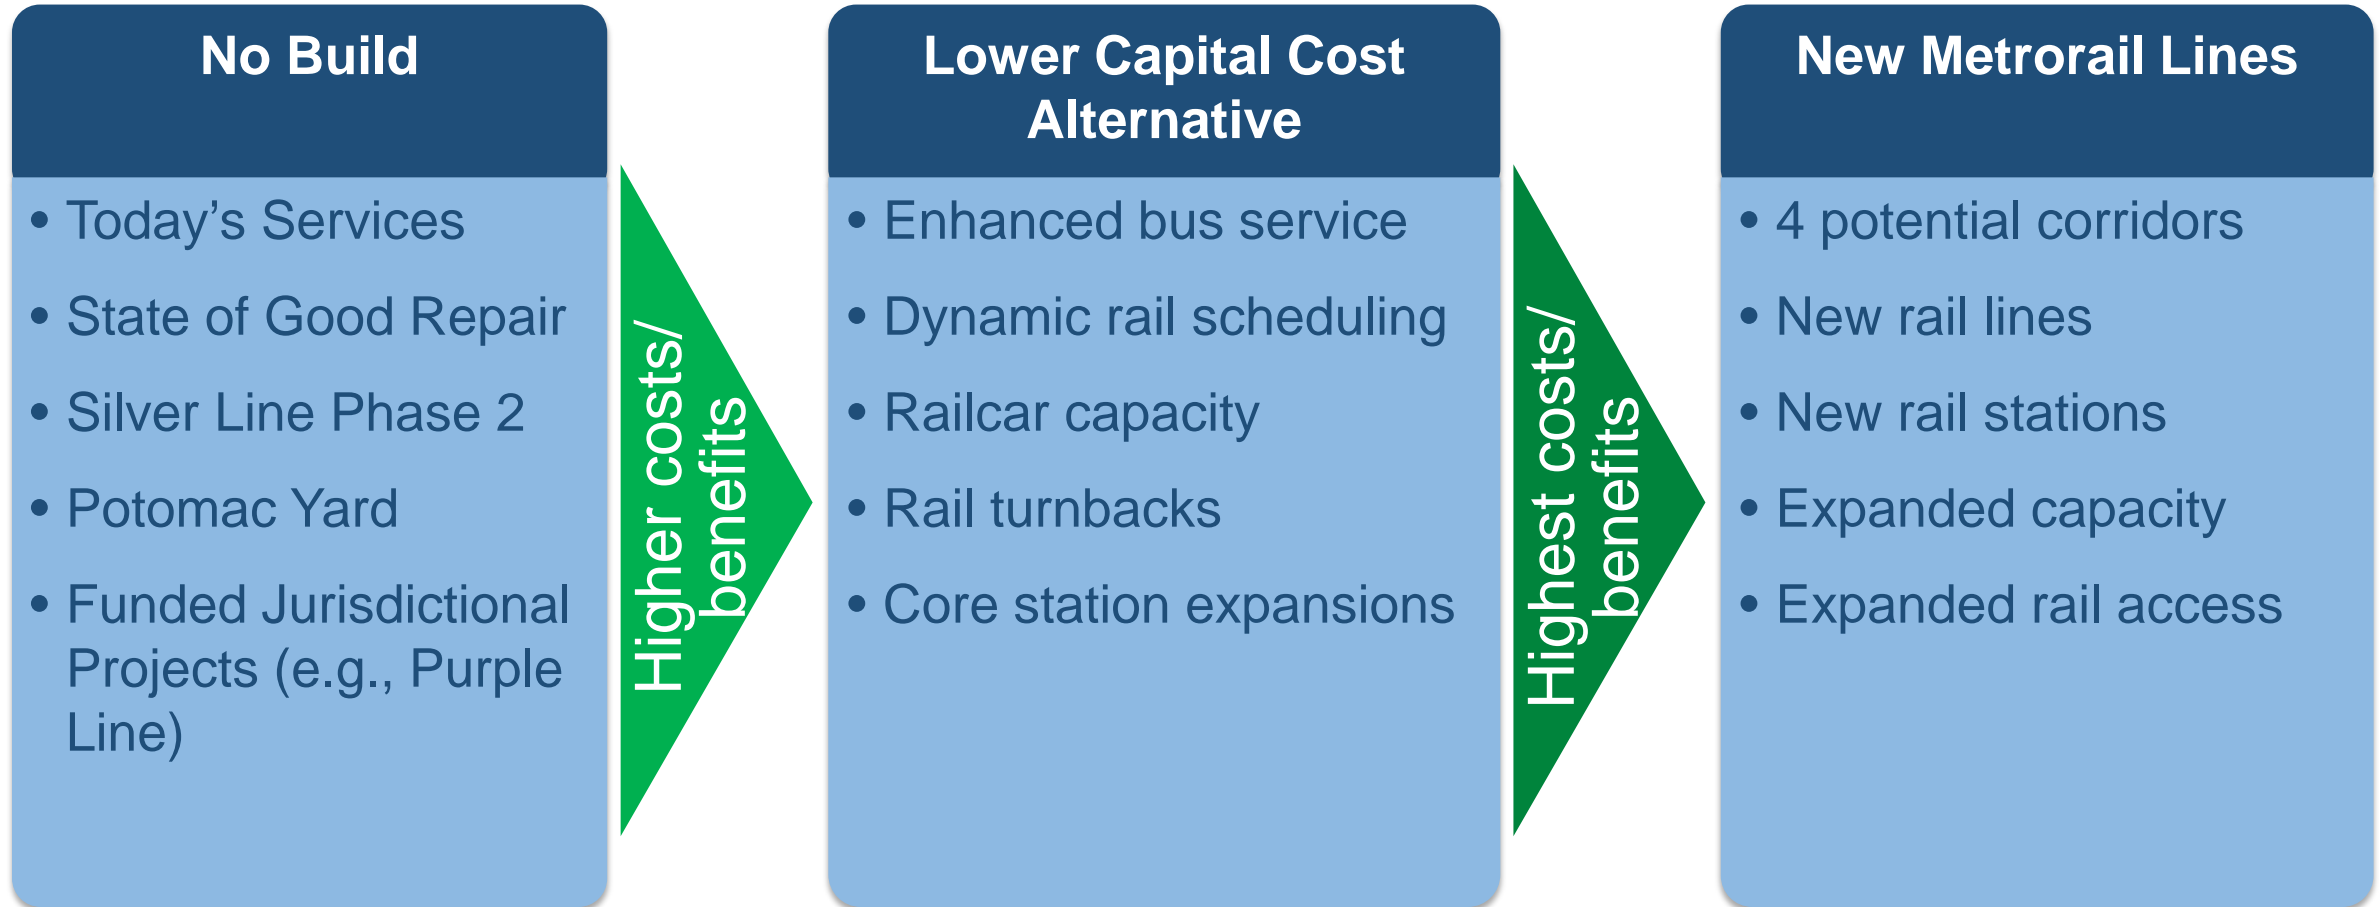 No Build
• Today’s Services
• State of Good Repair
• Silver Line Phase 2
• Potomac Yard
• Funded Jurisdictional
Projects (e.g., Purple
Line)
Higher costs/
benefits
Lower Capital Cost
Alternative
• Enhanced bus service
• Dynamic rail scheduling
• Railcar capacity
• Rail turnbacks
• Core station expansions
Highest costs/
benefits
New Metrorail Lines
• 4 potential corridors
• New rail lines
• New rail stations
• Expanded capacity
• Expanded rail access